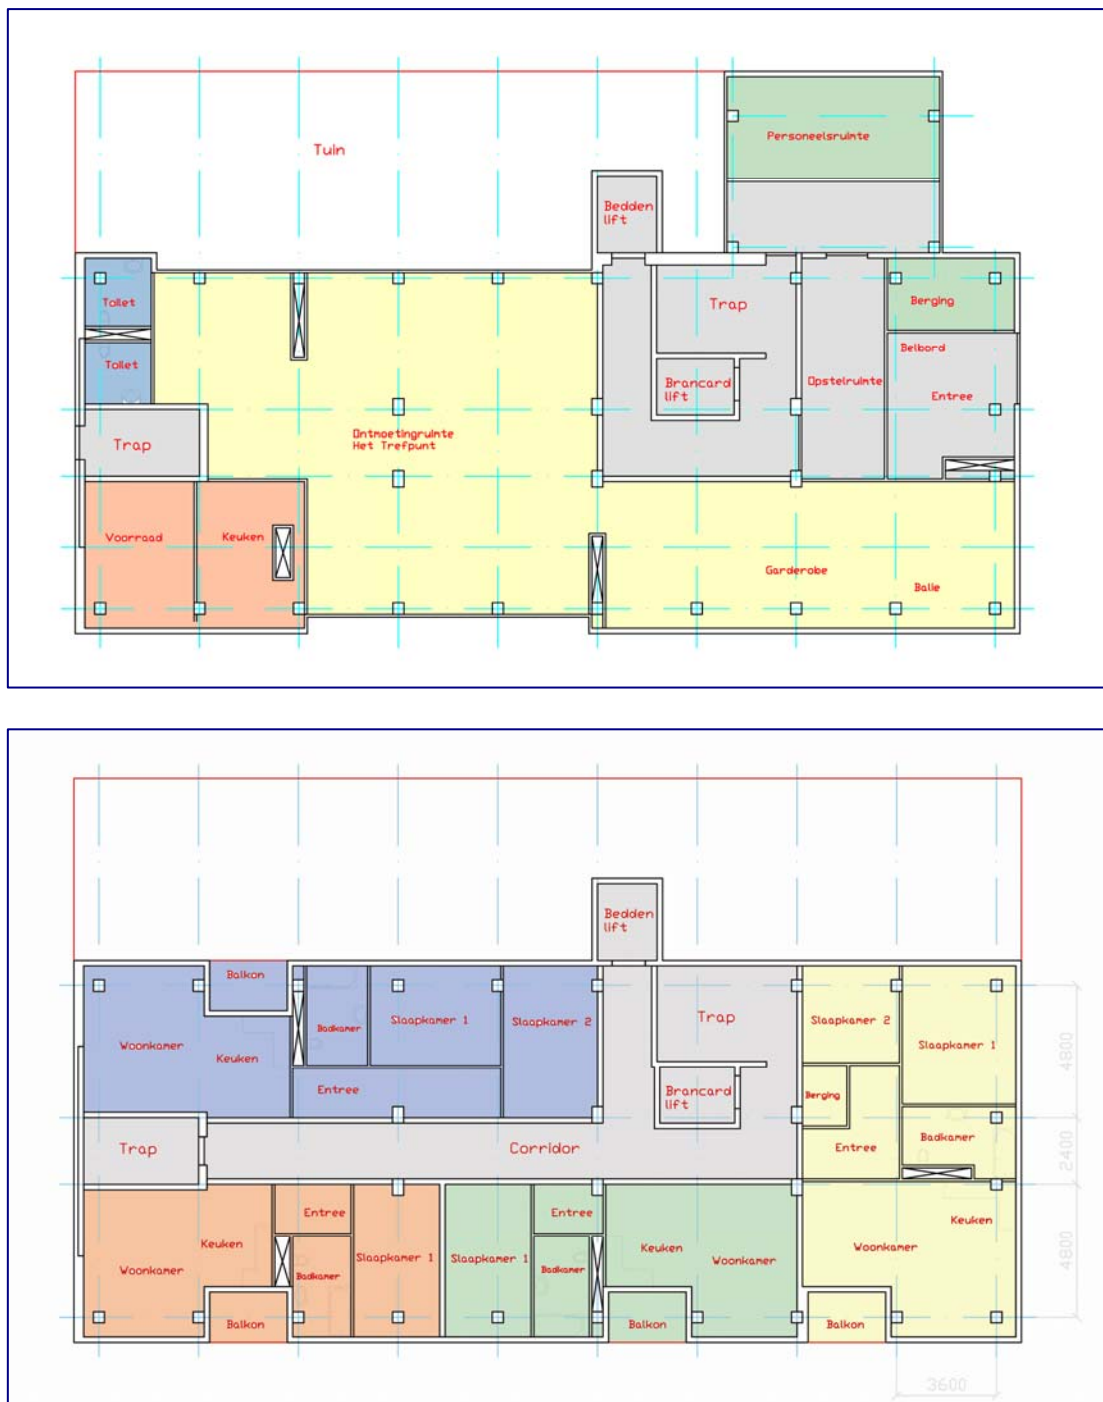 Personeelsruimte
Tuin
Bedden
lift
Toilet
Trap
Berging
Belbord
Toilet
Opstelruimte
Brancard
lift
Entree
Ontmoetingruimte
Het Trefpunt
Trap
Voorraad
Keuken
Garderobe
Balie
Bedden
lift
Balkon
Woonkamer
Keuken
Badkamer
Slaapkamer 1
Slaapkamer 2
Trap
Slaapkamer 2
Slaapkamer 1
4800
Entree
Brancard
lift
Berging
Trap
Corridor
Entree
Badkamer
2400
Keuken
Woonkamer
Entree
Slaapkamer 1
Badkamer
Slaapkamer 1
Entree
Badkamer
Keuken
Woonkamer
Woonkamer
Keuken
4800
Balkon
Balkon
Balkon
3600